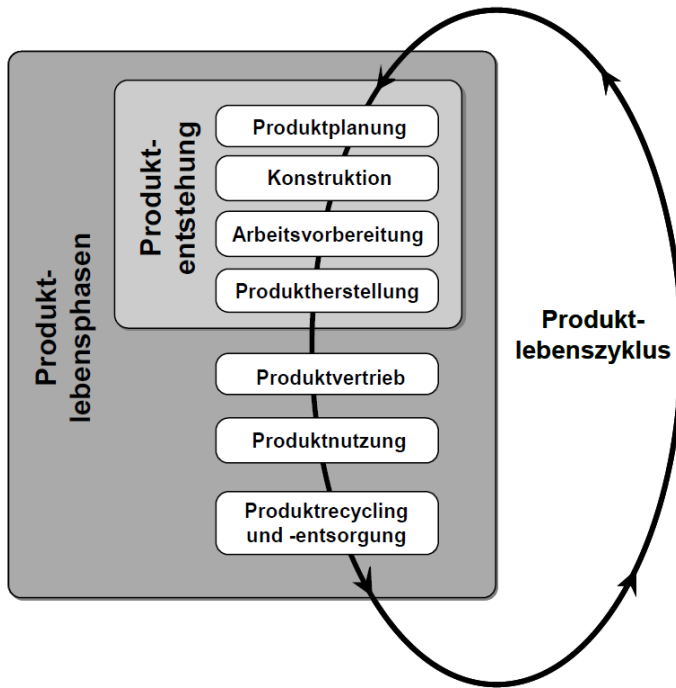 Produkt-
lebensphasen
Produkt-
entstehung
Produktplanung
Konstruktion
Arbeitsvorbereitung
Produktherstellung
Produktvertrieb
Produktnutzung
Produktrecycling
und -entsorgung
Produkt-
lebenszyklus